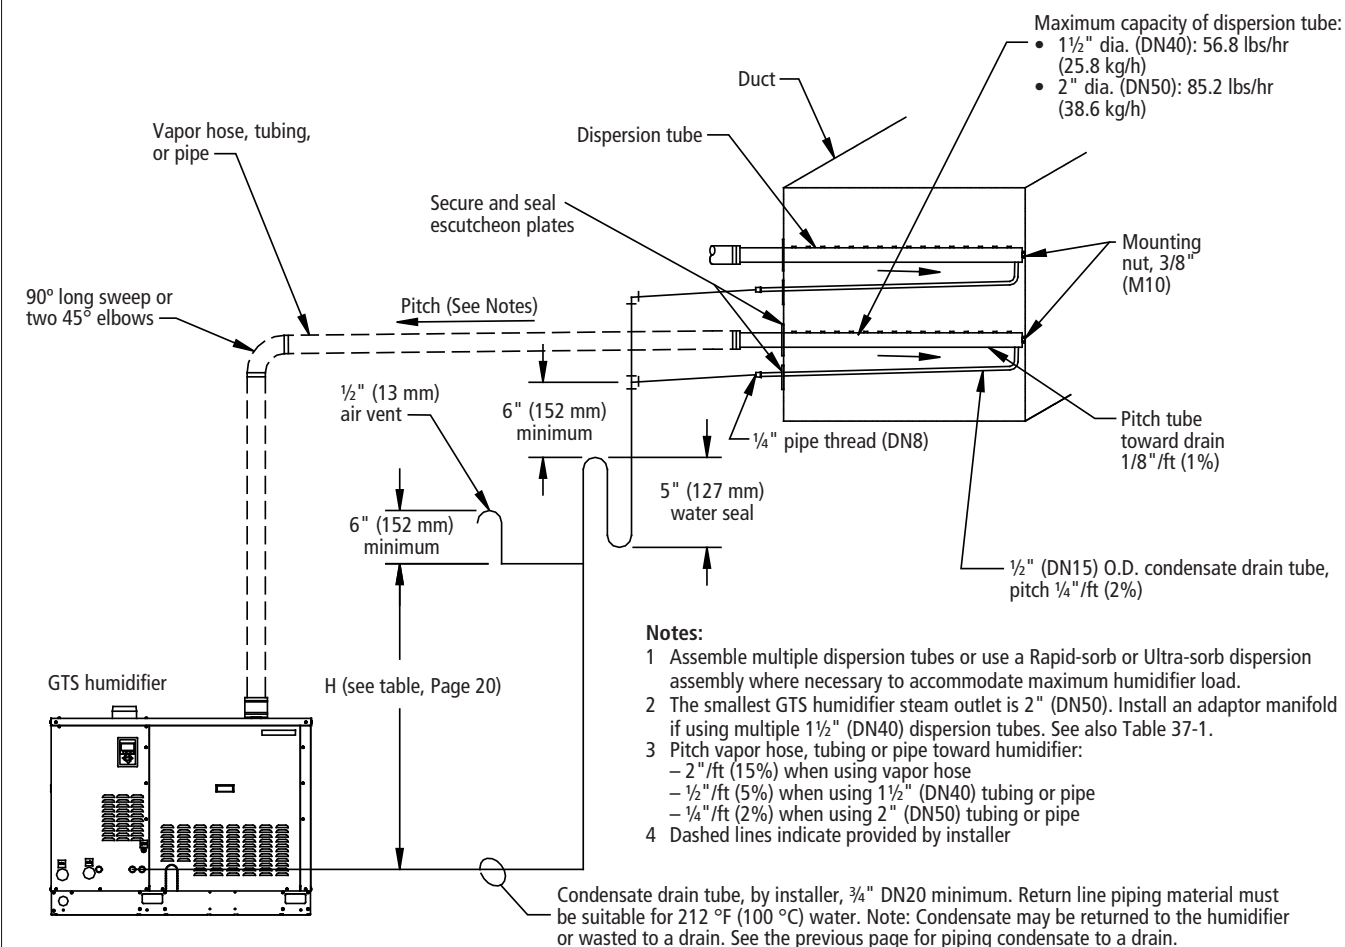 Maximum capacity of dispersion tube:
• 1½" dia. (DN40): 56.8 lbs/hr
(25.8 kg/h)
• 2" dia. (DN50): 85.2 lbs/hr
(38.6 kg/h)
Duct
Vapor hose, tubing,
or pipe
Dispersion tube
Secure and seal
escutcheon plates
Mounting
nut, 3/8"
(M10)
90º long sweep or
two 45° elbows
Pitch (See Notes)
½" (13 mm)
air vent
6" (152 mm)
minimum
¼" pipe thread (DN8)
Pitch tube
toward drain
1/8"/ft (1%)
5" (127 mm)
water seal
6" (152 mm)
minimum
½" (DN15) O.D. condensate drain tube,
pitch ¼"/ft (2%)
GTS humidifier
H (see table, Page 20)
Notes:
1 Assemble multiple dispersion tubes or use a Rapid-sorb or Ultra-sorb dispersion
assembly where necessary to accommodate maximum humidifier load.
2 The smallest GTS humidifier steam outlet is 2" (DN50). Install an adaptor manifold
if using multiple 1½" (DN40) dispersion tubes. See also Table 37-1.
3 Pitch vapor hose, tubing or pipe toward humidifier:
– 2"/ft (15%) when using vapor hose
– ½"/ft (5%) when using 1½" (DN40) tubing or pipe
– ¼"/ft (2%) when using 2" (DN50) tubing or pipe
4 Dashed lines indicate provided by installer
Condensate drain tube, by installer, ¾" DN20 minimum. Return line piping material must
be suitable for 212 °F (100 °C) water. Note: Condensate may be returned to the humidifier
or wasted to a drain. See the previous page for piping condensate to a drain.